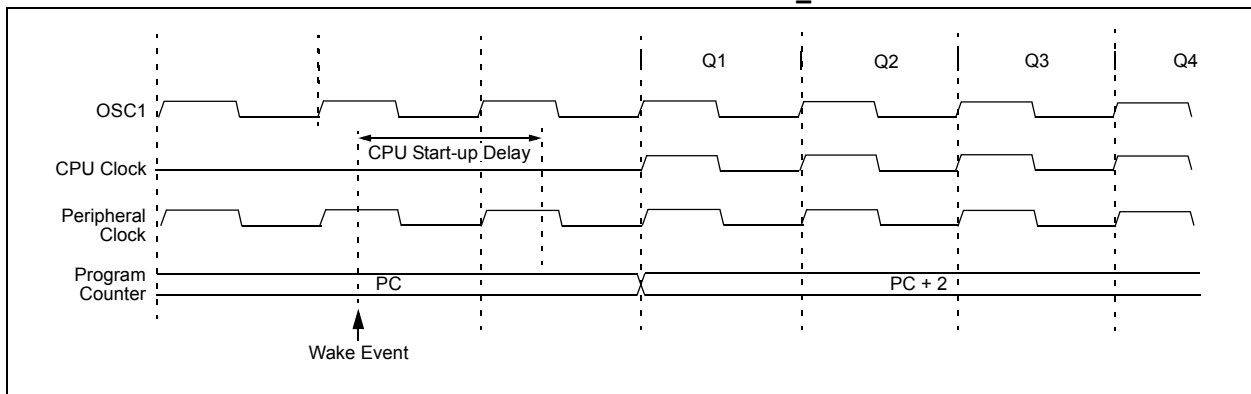 Q1 Q2 Q3 Q4
OSC1
CPU Start-up Delay
CPU Clock
Peripheral
Clock
Program
Counter
PC PC + 2
Wake Event